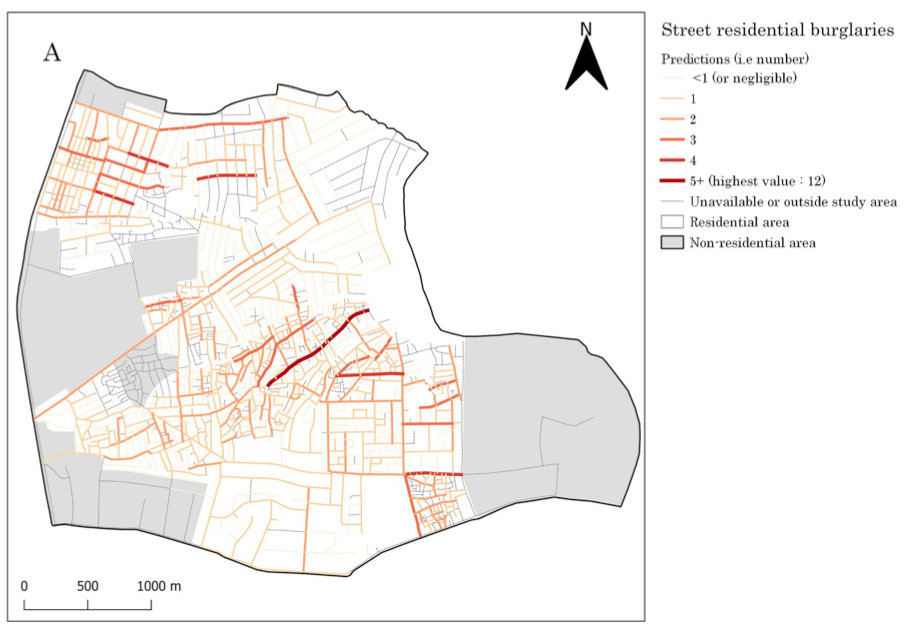 A
N
Street residential burglaries
Predictions (i.e number)
<1 (or negligible)
1
2
3
4
5+ (highest value : 12)
Unavailable or outside study area
Residential area
Non-residential area
0 500 1000 m